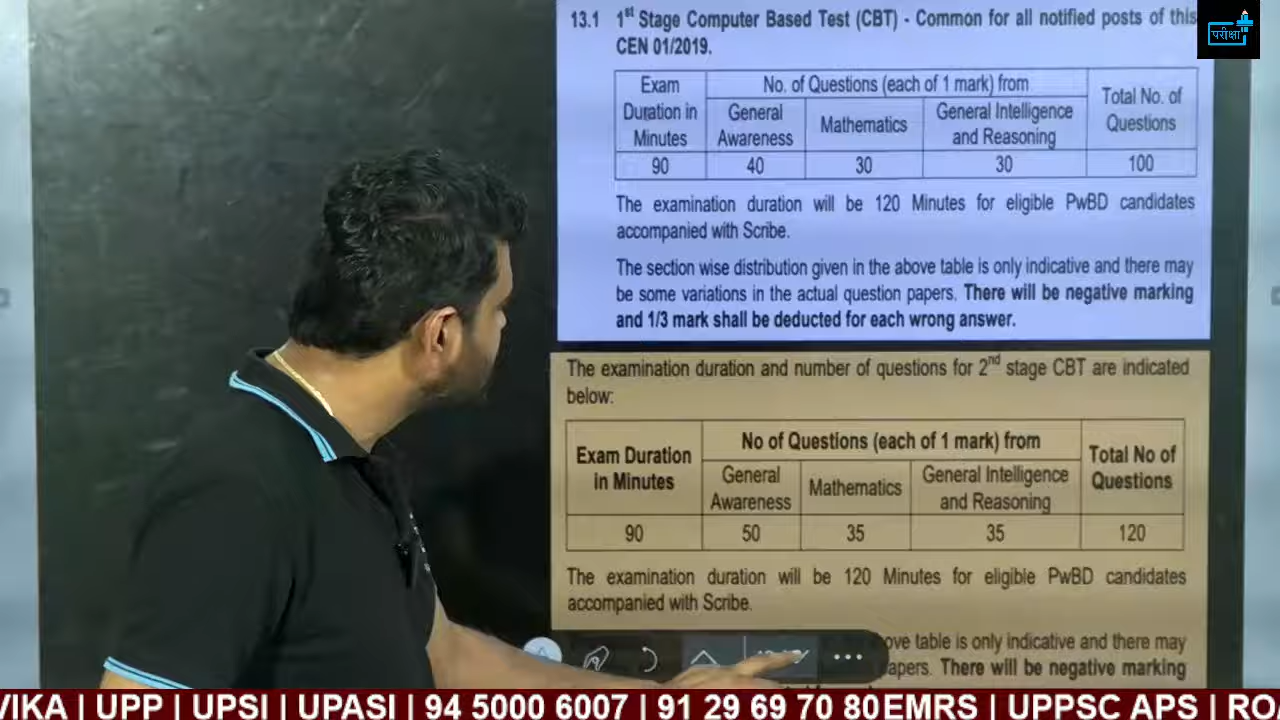 13.1 1st Stage Computer Based Test (CBT) - Common for all notified posts of this
CEN 01/2019.
Exam Duration in Minutes | No. of Questions (each of 1 mark) from | Total No. of Questions
General Awareness | Mathematics | General Intelligence and Reasoning
90 | 40 | 30 | 30 | 100
The examination duration will be 120 Minutes for eligible PwBD candidates
accompanied with Scribe.
The section wise distribution given in the above table is only indicative and there may
be some variations in the actual question papers. There will be negative marking
and 1/3 mark shall be deducted for each wrong answer.
The examination duration and number of questions for 2nd stage CBT are indicated
below:
Exam Duration in Minutes | No of Questions (each of 1 mark) from | Total No of Questions
General Awareness | Mathematics | General Intelligence and Reasoning
90 | 50 | 35 | 35 | 120
The examination duration will be 120 Minutes for eligible PwBD candidates
accompanied with Scribe.
ove table is only indicative and there may
apers. There will be negative marking
VIKA | UPP | UPSI | UPASI | 94 5000 6007 | 91 29 69 70 80EMRS | UPPSC APS | RO
परीक्षा